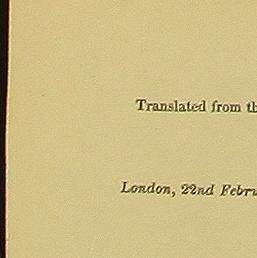 Translated from th
London, 22nd Febru